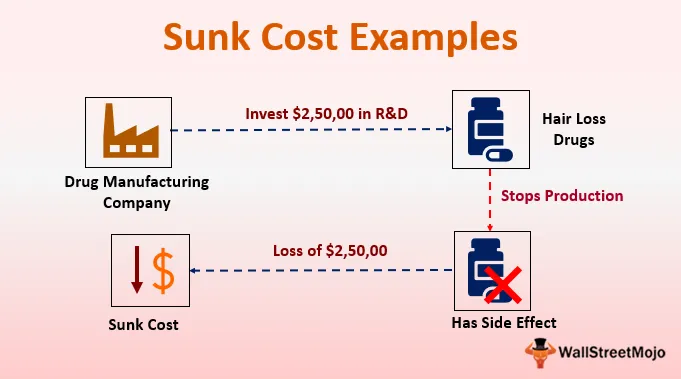 Sunk Cost Examples
Invest $2,50,00 in R&D
Hair Loss
Drugs
Drug Manufacturing
Company
Stops Production
Loss of $2,50,00
$
Sunk Cost
Has Side Effect
WallStreetMojo